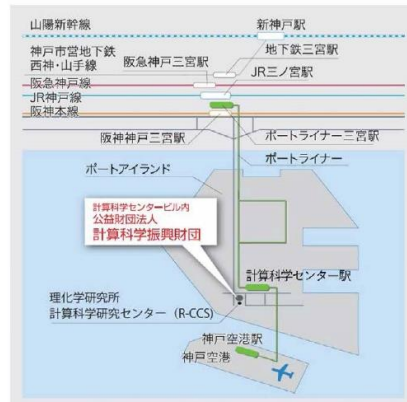 山陽新幹線
新神戸駅
神戸市営地下鉄
西神・山手線
阪急神戸三宮駅
地下鉄三宮駅
JR三ノ宮駅
阪急神戸線
JR神戸線
阪神本線
阪神神戸三宮駅
ポートライナー三宮駅
ポートライナー
ポートアイランド
計算科学センタービル内
公益財団法人
計算科学振興財団
計算科学センター駅
理化学研究所
計算科学研究センター（R-CCS）
神戸空港駅
神戸空港